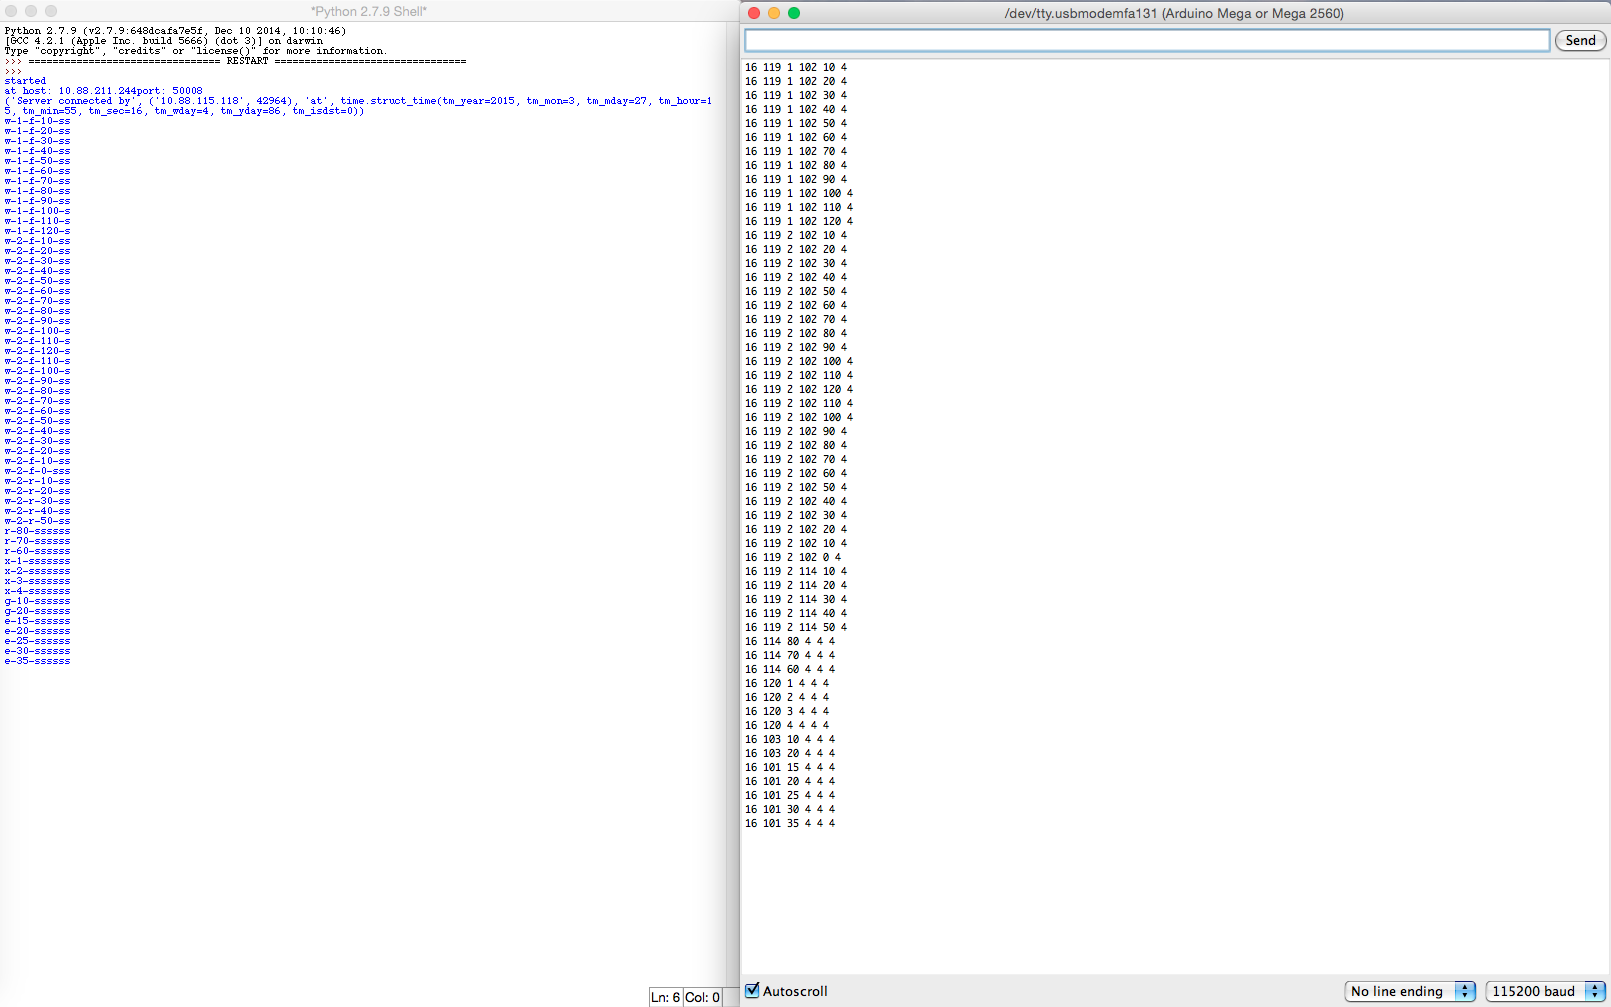 *Python 2.7.9 Shell*
Python 2.7.9 (v2.7.9:648dcafa7e5f, Dec 10 2014, 10:10:46)
[GCC 4.2.1 (Apple Inc. build 5666) (dot 3)] on darwin
Type "copyright", "credits" or "license()" for more information.
>>> ================================ RESTART ================================
>>>
started
at host: 10.88.211.244port: 50008
('Server connected by', ('10.88.115.118', 42964), 'at', time.struct_time(tm_year=2015, tm_mon=3, tm_mday=27, tm_hour=1
5, tm_min=55, tm_sec=16, tm_wday=4, tm_yday=86, tm_isdst=0))
w-1-f-10-ss
w-1-f-20-ss
w-1-f-30-ss
w-1-f-40-ss
w-1-f-50-ss
w-1-f-60-ss
w-1-f-70-ss
w-1-f-80-ss
w-1-f-90-ss
w-1-f-100-s
w-1-f-110-s
w-1-f-120-s
w-2-f-10-ss
w-2-f-20-ss
w-2-f-30-ss
w-2-f-40-ss
w-2-f-50-ss
w-2-f-60-ss
w-2-f-70-ss
w-2-f-80-ss
w-2-f-90-ss
w-2-f-100-s
w-2-f-110-s
w-2-f-120-s
w-2-f-110-s
w-2-f-100-s
w-2-f-90-ss
w-2-f-80-ss
w-2-f-70-ss
w-2-f-60-ss
w-2-f-50-ss
w-2-f-40-ss
w-2-f-30-ss
w-2-f-20-ss
w-2-f-10-ss
w-2-f-0-sss
w-2-r-10-ss
w-2-r-20-ss
w-2-r-30-ss
w-2-r-40-ss
w-2-r-50-ss
r-80-ssssss
r-70-ssssss
r-60-ssssss
x-1-sssssss
x-2-sssssss
x-3-sssssss
x-4-sssssss
g-10-ssssss
g-20-ssssss
e-15-ssssss
e-20-ssssss
e-25-ssssss
e-30-ssssss
e-35-ssssss
Ln: 6 Col: 0
/dev/tty.usbmodemfa131 (Arduino Mega or Mega 2560)
Send
16 119 1 102 10 4
16 119 1 102 20 4
16 119 1 102 30 4
16 119 1 102 40 4
16 119 1 102 50 4
16 119 1 102 60 4
16 119 1 102 70 4
16 119 1 102 80 4
16 119 1 102 90 4
16 119 1 102 100 4
16 119 1 102 110 4
16 119 1 102 120 4
16 119 2 102 10 4
16 119 2 102 20 4
16 119 2 102 30 4
16 119 2 102 40 4
16 119 2 102 50 4
16 119 2 102 60 4
16 119 2 102 70 4
16 119 2 102 80 4
16 119 2 102 90 4
16 119 2 102 100 4
16 119 2 102 110 4
16 119 2 102 120 4
16 119 2 102 110 4
16 119 2 102 100 4
16 119 2 102 90 4
16 119 2 102 80 4
16 119 2 102 70 4
16 119 2 102 60 4
16 119 2 102 50 4
16 119 2 102 40 4
16 119 2 102 30 4
16 119 2 102 20 4
16 119 2 102 10 4
16 119 2 102 0 4
16 119 2 114 10 4
16 119 2 114 20 4
16 119 2 114 30 4
16 119 2 114 40 4
16 119 2 114 50 4
16 114 80 4 4 4
16 114 70 4 4 4
16 114 60 4 4 4
16 120 1 4 4 4
16 120 2 4 4 4
16 120 3 4 4 4
16 120 4 4 4 4
16 103 10 4 4 4
16 103 20 4 4 4
16 101 15 4 4 4
16 101 20 4 4 4
16 101 25 4 4 4
16 101 30 4 4 4
16 101 35 4 4 4
Autoscroll
No line ending
115200 baud